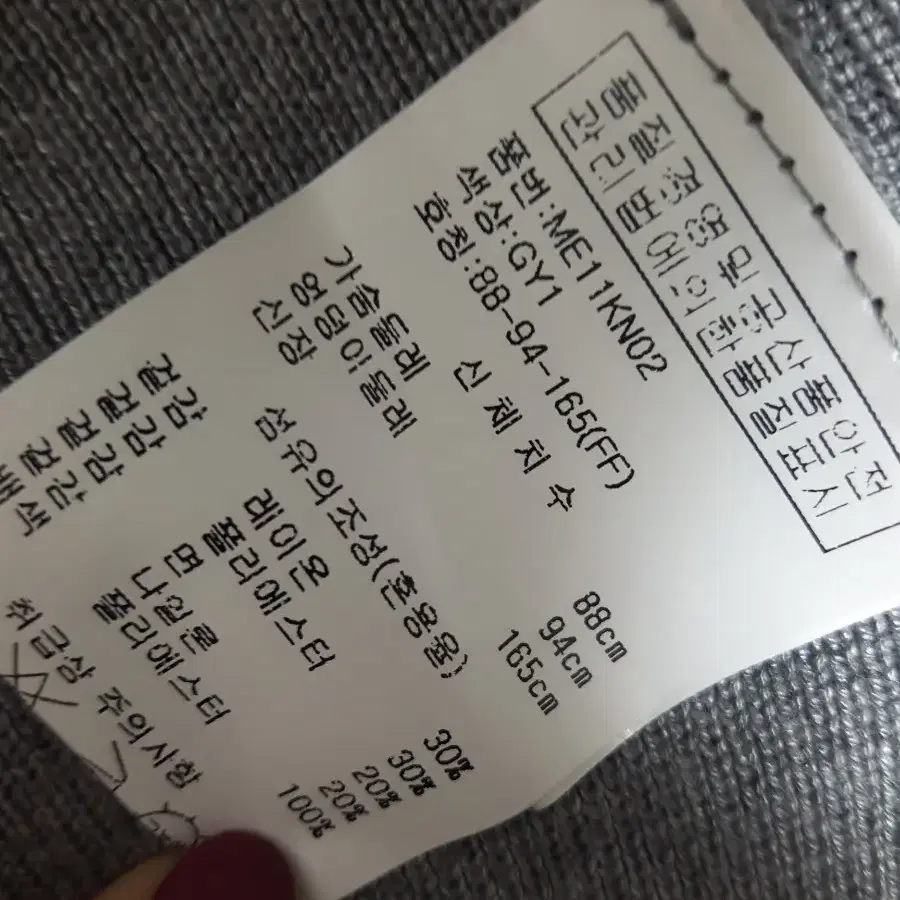 품질경영및공산품안전
관리법에의한품질표시
품번:ME11KN02
색상:GY1
호칭:88-94-165(FF)
신체치수
가슴둘레 88cm
엉덩이둘레 94cm
신장 165cm
섬유의조성(혼용율)
겉감 레이온 30%
겉감 폴리에스터 30%
겉감 면 20%
겉감 나일론 20%
배색 폴리에스터 100%
취급상 주의사항